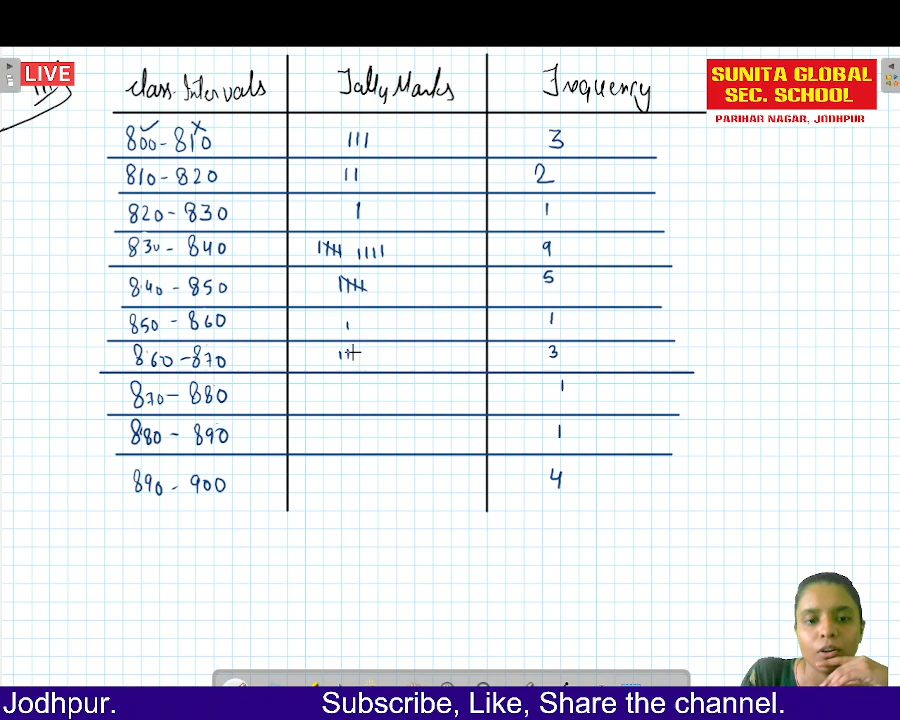 LIVE
SUNITA GLOBAL
SEC. SCHOOL
PARIHAR NAGAR, JODHPUR
Class Intervals Tally Marks Frequency
800-810 ||| 3
810-820 || 2
820-830 | 1
830-840 |||| |||| 9
840-850 |||| 5
850-860 | 1
860-870 ||| 3
870-880 1
880-890 1
890-900 4
Jodhpur. Subscribe, Like, Share the channel.